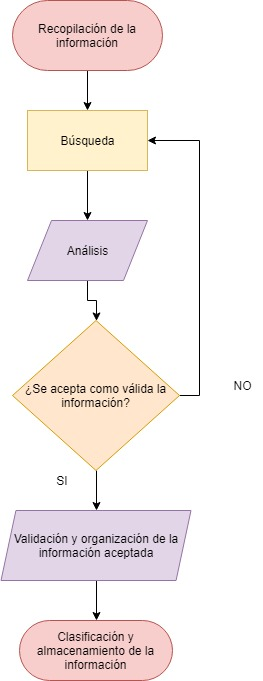 Recopilación de la
información
Búsqueda
Análisis
¿Se acepta como válida la
información?
NO
SI
Validación y organización de la
información aceptada
Clasificación y
almacenamiento de la
información